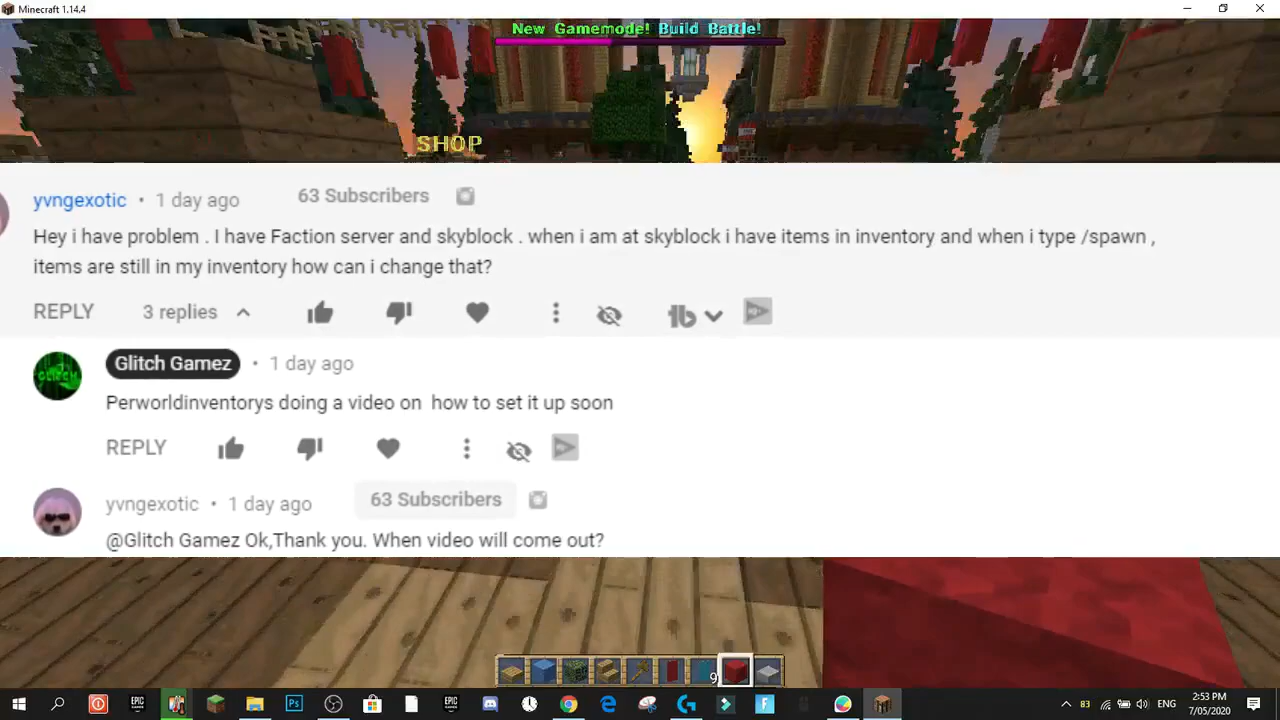 Minecraft 1.14.4
New Gamemode! Build Battle!
SHOP
yvngexotic • 1 day ago 63 Subscribers
Hey i have problem . I have Faction server and skyblock . when i am at skyblock i have items in inventory and when i type /spawn ,
items are still in my inventory how can i change that?
REPLY 3 replies
Glitch Gamez • 1 day ago
Perworldinventorys doing a video on how to set it up soon
REPLY
yvngexotic • 1 day ago 63 Subscribers
@Glitch Gamez Ok,Thank you. When video will come out?
9
EPIC
Ps
EPIC
83 ENG
2:53 PM
7/05/2020